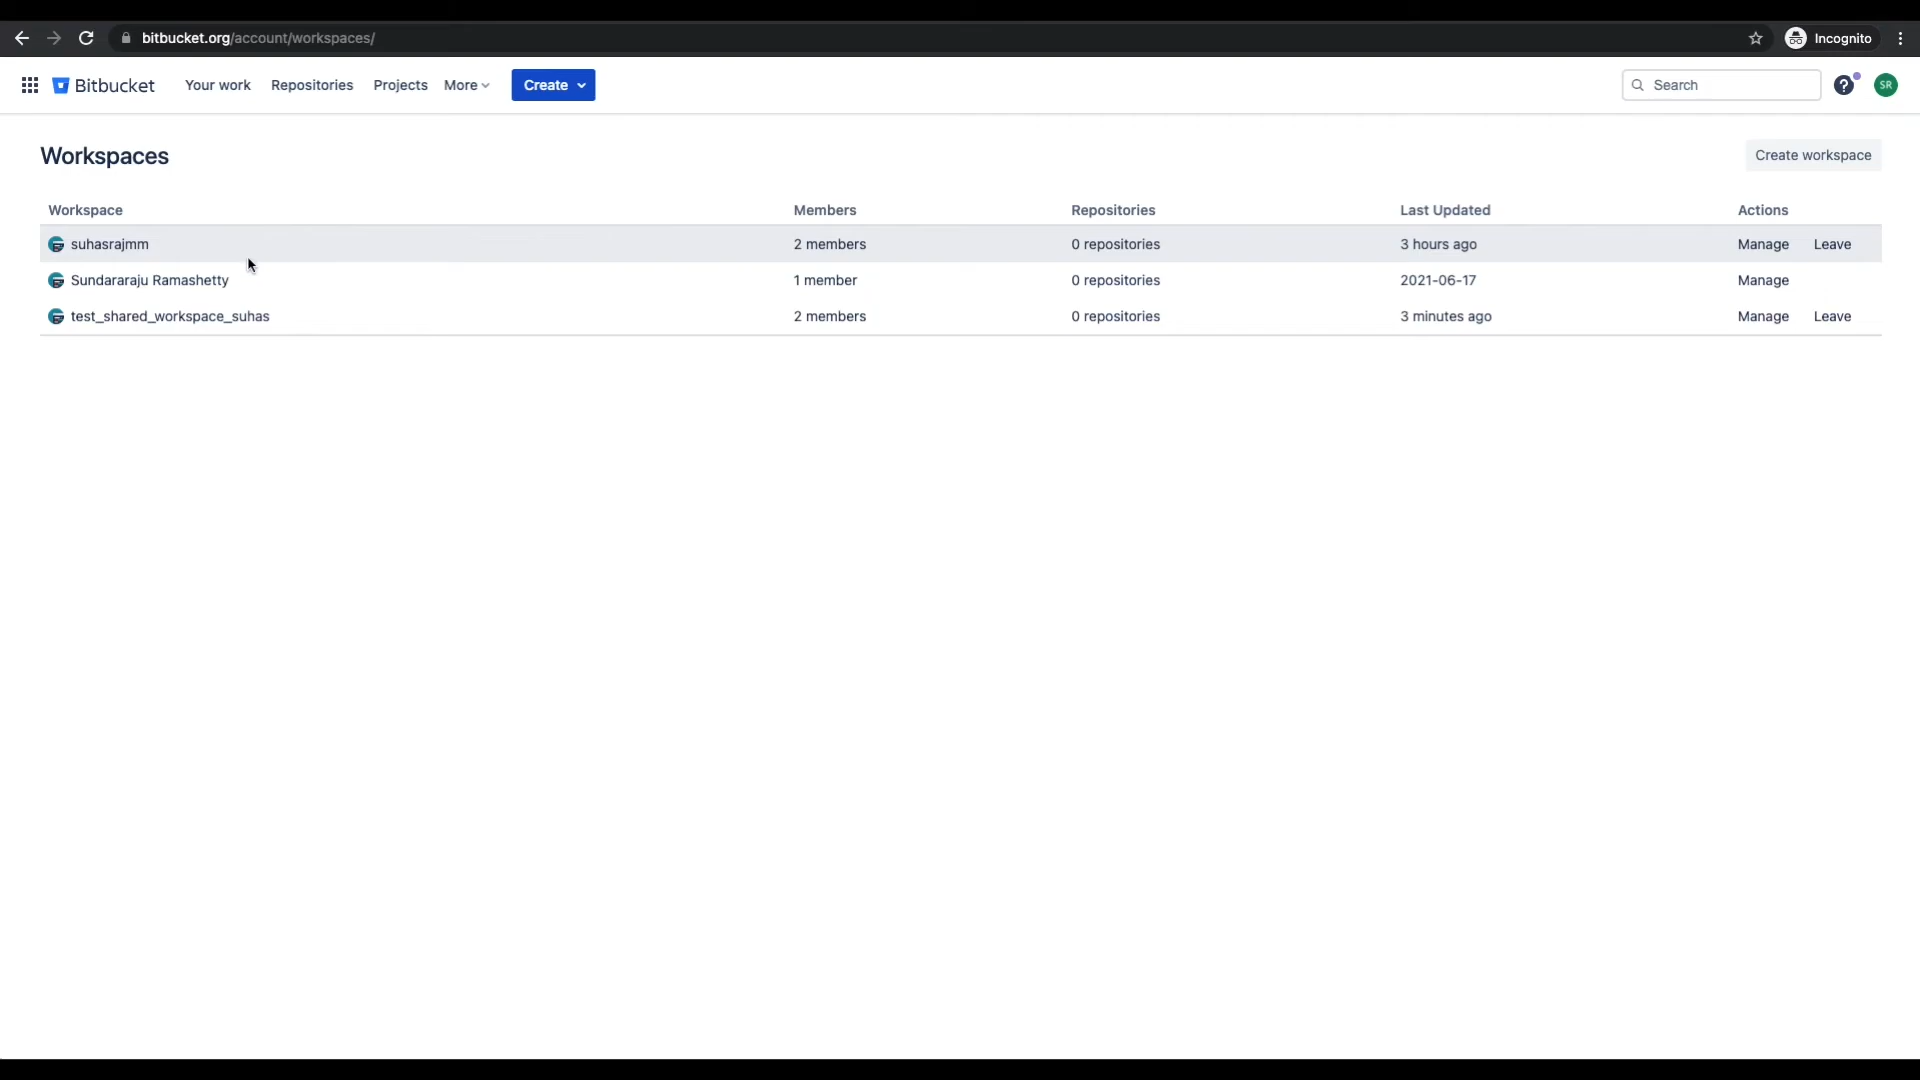 bitbucket.org/account/workspaces/ Incognito
Bitbucket Your work Repositories Projects More Create Search ? SR
Workspaces Create workspace
Workspace Members Repositories Last Updated Actions
suhasrajmm 2 members 0 repositories 3 hours ago Manage Leave
Sundararaju Ramashetty 1 member 0 repositories 2021-06-17 Manage
test_shared_workspace_suhas 2 members 0 repositories 3 minutes ago Manage Leave